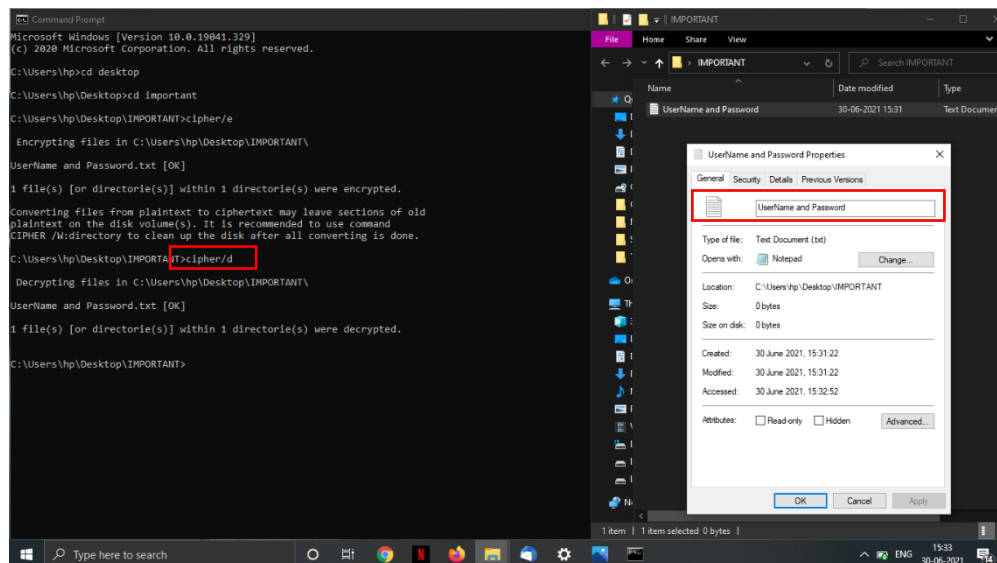 Command Prompt
Microsoft Windows [Version 10.0.19041.329]
(c) 2020 Microsoft Corporation. All rights reserved.
C:\Users\hp>cd desktop
C:\Users\hp\Desktop>cd important
C:\Users\hp\Desktop\IMPORTANT>cipher/e
Encrypting files in C:\Users\hp\Desktop\IMPORTANT\
UserName and Password.txt [OK]
1 file(s) [or directorie(s)] within 1 directorie(s) were encrypted.
Converting files from plaintext to ciphertext may leave sections of old
plaintext on the disk volume(s). It is recommended to use command
CIPHER /W:directory to clean up the disk after all converting is done.
C:\Users\hp\Desktop\IMPORTANT>cipher/d
Decrypting files in C:\Users\hp\Desktop\IMPORTANT\
UserName and Password.txt [OK]
1 file(s) [or directorie(s)] within 1 directorie(s) were decrypted.
C:\Users\hp\Desktop\IMPORTANT>
IMPORTANT
File Home Share View
IMPORTANT
Search IMPORTANT
Name Date modified Type
UserName and Password 30-06-2021 15:31 Text Documen
UserName and Password Properties
General Security Details Previous Versions
UserName and Password
Type of file: Text Document (.txt)
Opens with: Notepad Change...
Location: C:\Users\hp\Desktop\IMPORTANT
Size: 0 bytes
Size on disk: 0 bytes
Created: 30 June 2021, 15:31:22
Modified: 30 June 2021, 15:31:22
Accessed: 30 June 2021, 15:32:52
Attributes: Read-only Hidden Advanced...
OK Cancel Apply
1 item 1 item selected 0 bytes
Type here to search
ENG
15:33
30-06-2021